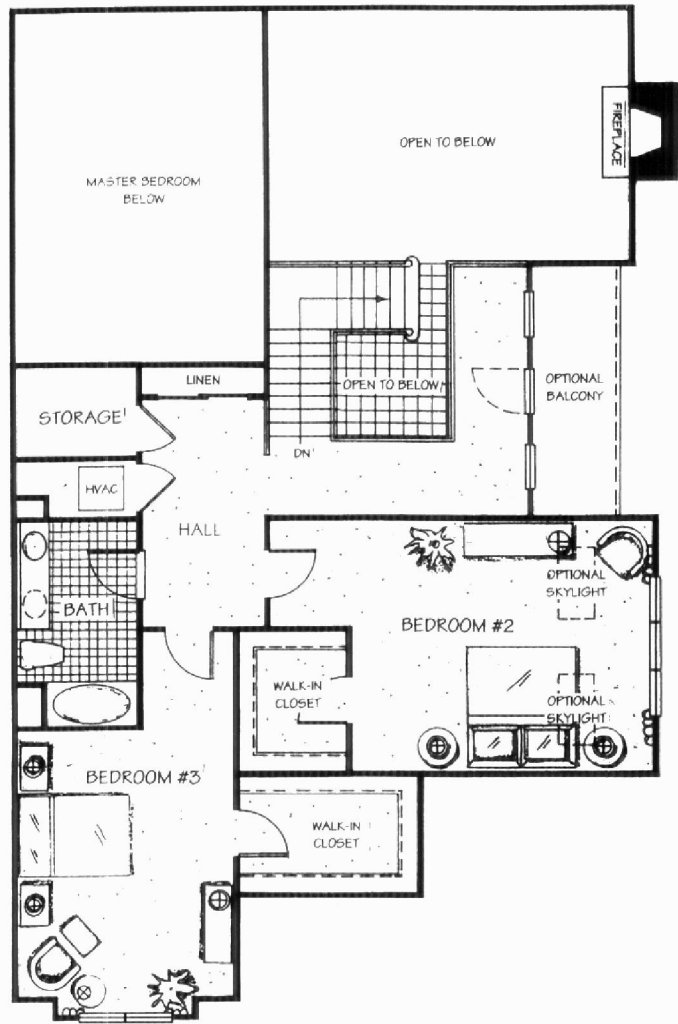 OPEN TO BELOW
FIREPLACE
MASTER BEDROOM
BELOW
LINEN
OPEN TO BELOW
OPTIONAL
BALCONY
STORAGE
DN
HVAC
HALL
BATH
OPTIONAL
SKYLIGHT
BEDROOM #2
WALK-IN
CLOSET
OPTIONAL
SKYLIGHT
BEDROOM #3
WALK-IN
CLOSET